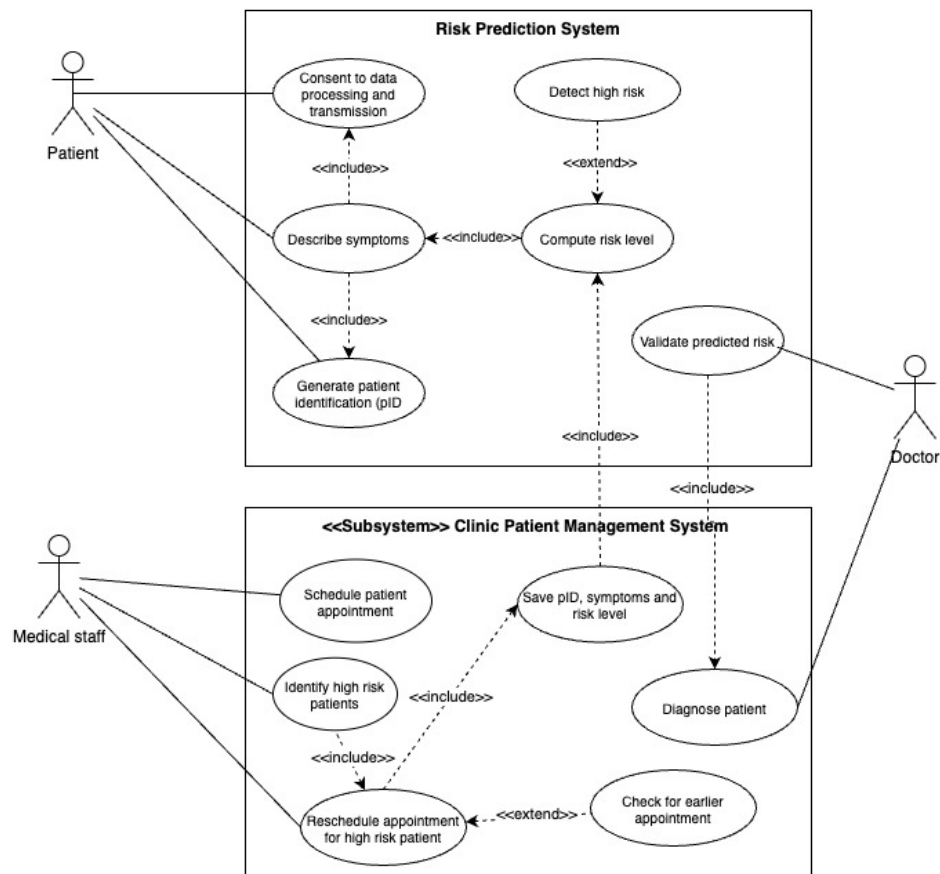 Risk Prediction System
Consent to data
processing and
transmission
Detect high risk
Patient
<<include>>
<<extend>>
Describe symptoms
<<include>>
Compute risk level
<<include>>
Validate predicted risk
Generate patient
identification (pID
<<include>>
Doctor
<<include>>
<<Subsystem>> Clinic Patient Management System
Schedule patient
appointment
Save pID, symptoms and
risk level
Medical staff
Identify high risk
patients
<<include>>
Diagnose patient
<<include>>
Reschedule appointment
for high risk patient
<<extend>>
Check for earlier
appointment